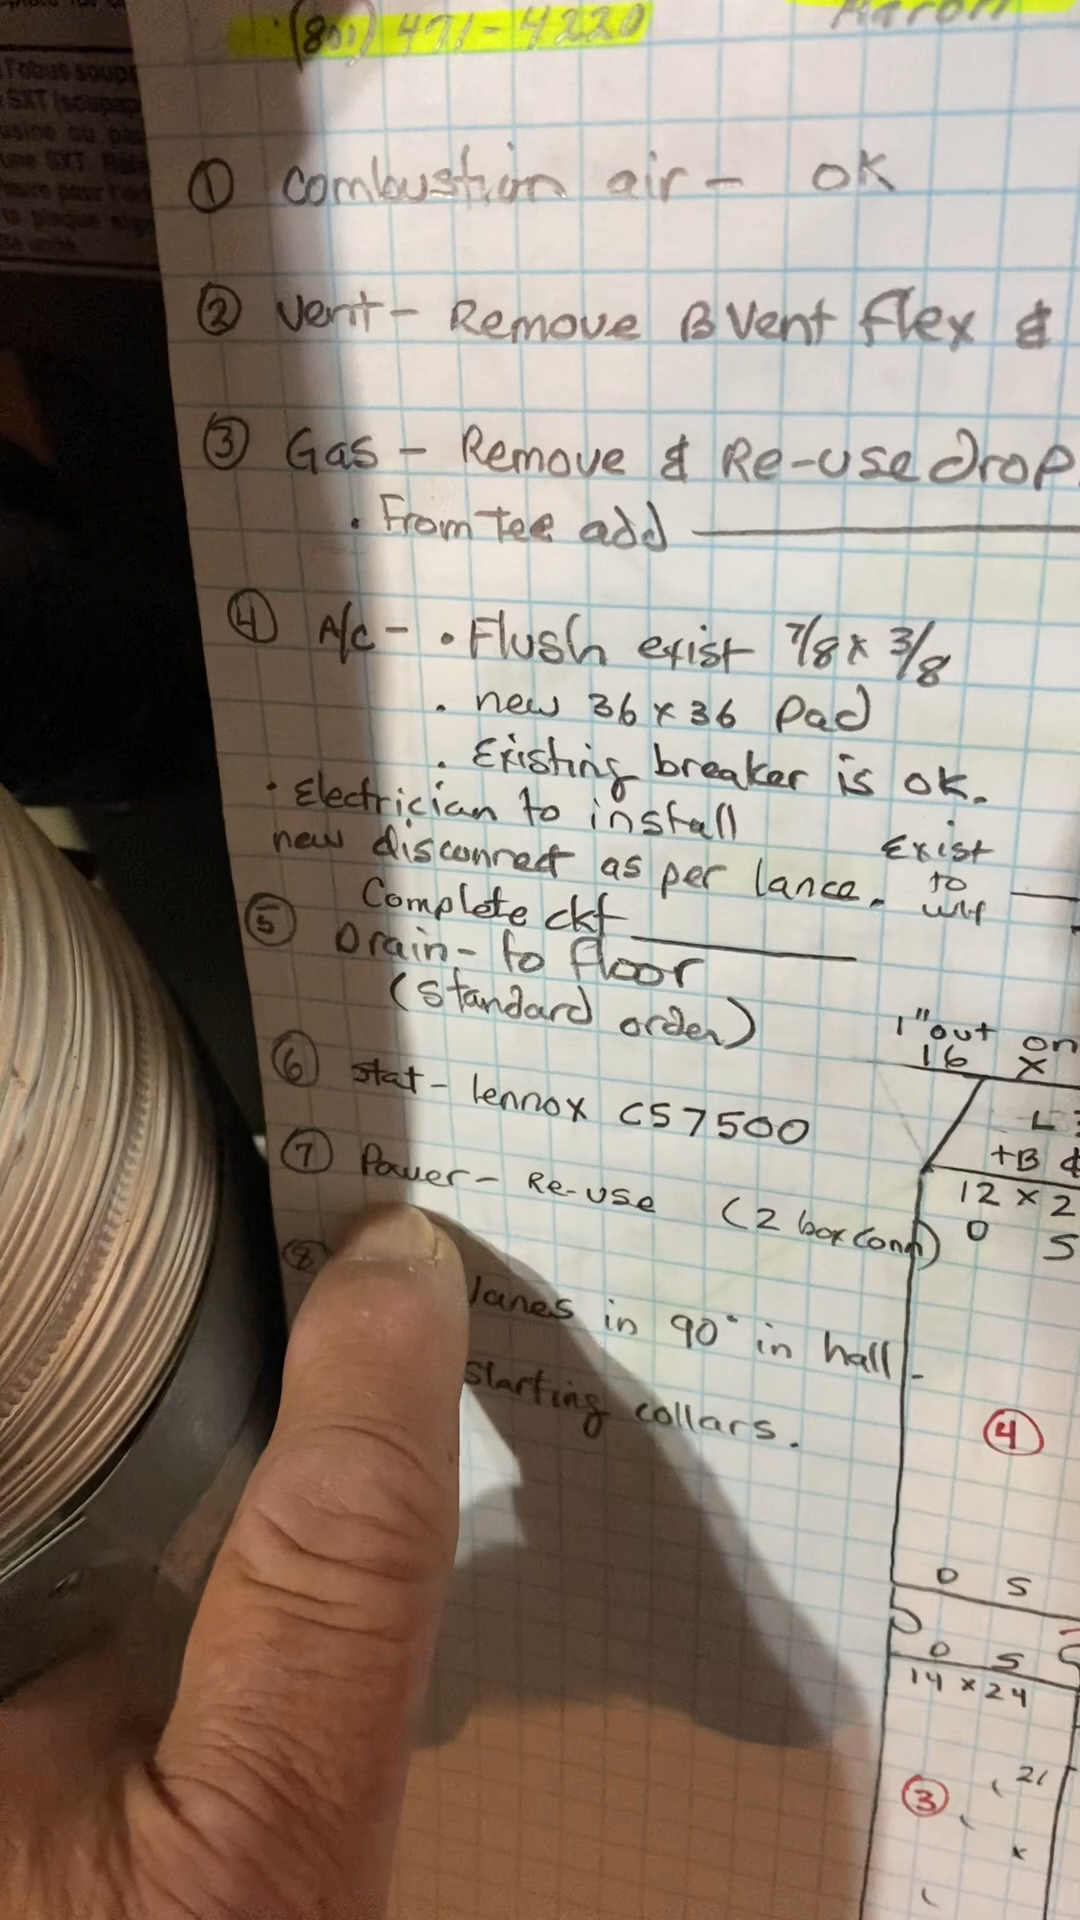 (801) 471-4220 Aaron
① Combustion air - OK
② Vent - Remove B Vent flex &
③ Gas - Remove & Re-use drop.
• From Tee add
④ A/C - • Flush exist 7/8 x 3/8
• new 36 x 36 Pad
• Existing breaker is ok.
• Electrician to install
new disconnect as per lance.
Exist
to
Complete ckt
⑤ Drain - to floor
(standard order)
⑥ Stat - lennox CS7500
⑦ Power - Re-use (2 box conn)
⑧
in 90° in hall
starting collars.
1" out on
16 X
L
+B &
12 x 2
O S
④
O S
O S
14 x 24
③
21
x